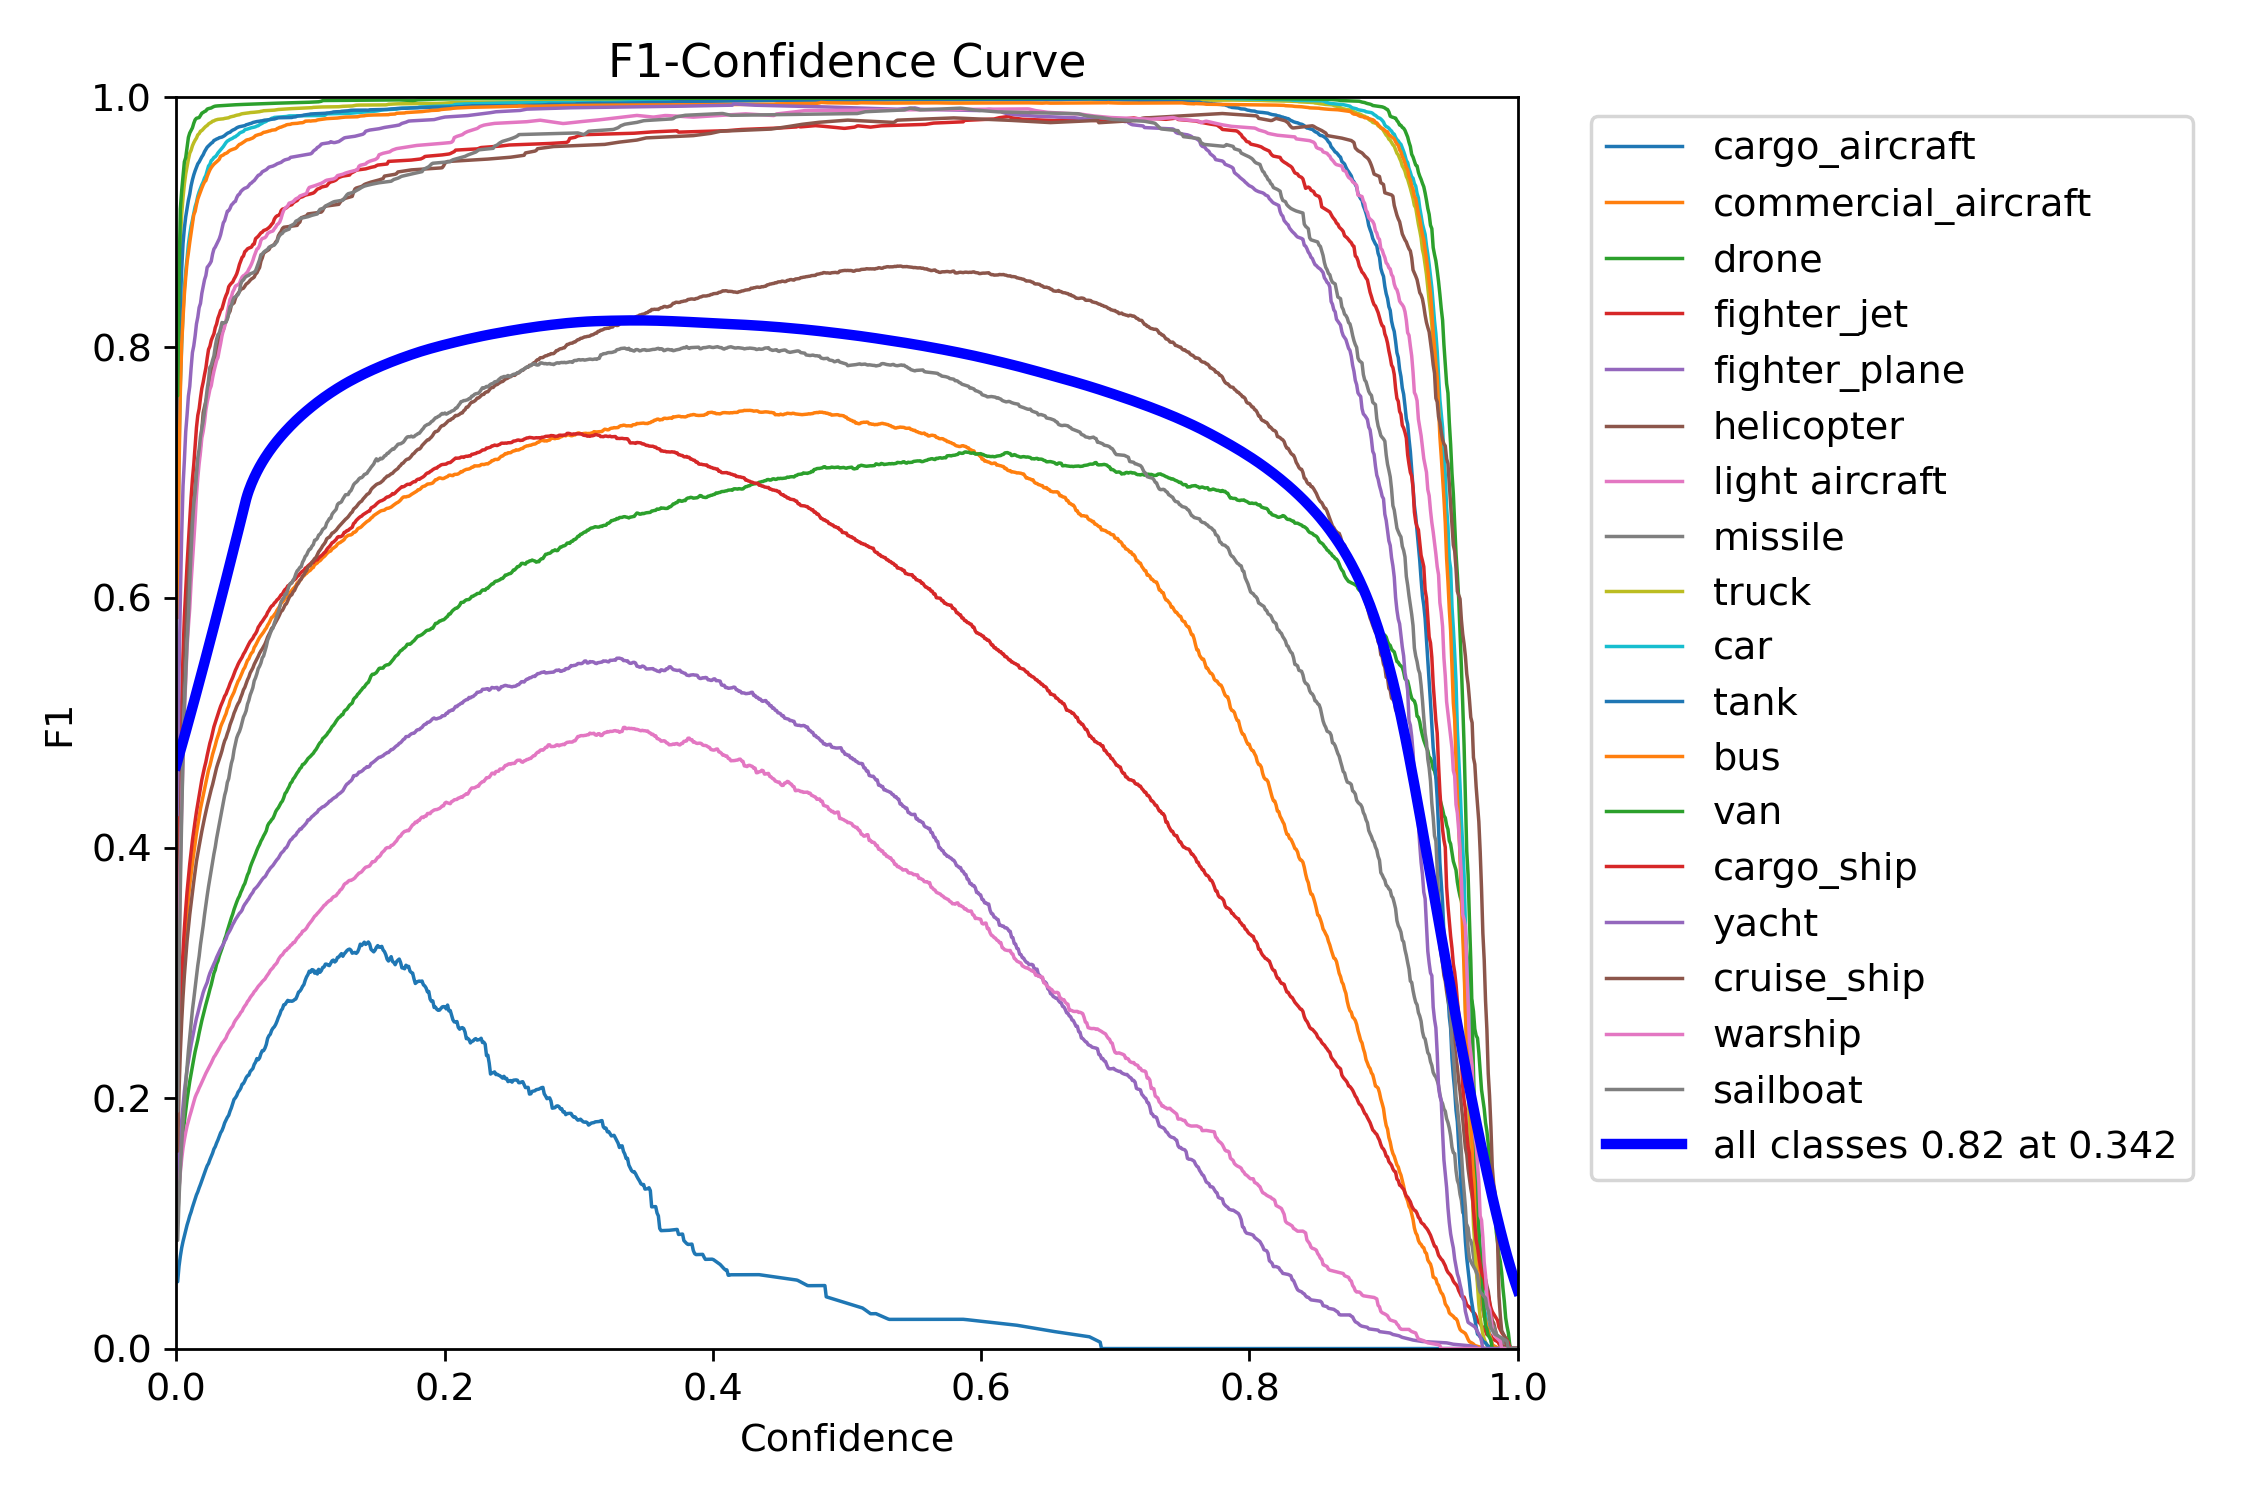 F1-Confidence Curve
1.0
0.8
0.6
0.4
0.2
0.0
F1
0.0 0.2 0.4 0.6 0.8 1.0
Confidence
cargo_aircraft
commercial_aircraft
drone
fighter_jet
fighter_plane
helicopter
light aircraft
missile
truck
car
tank
bus
van
cargo_ship
yacht
cruise_ship
warship
sailboat
all classes 0.82 at 0.342